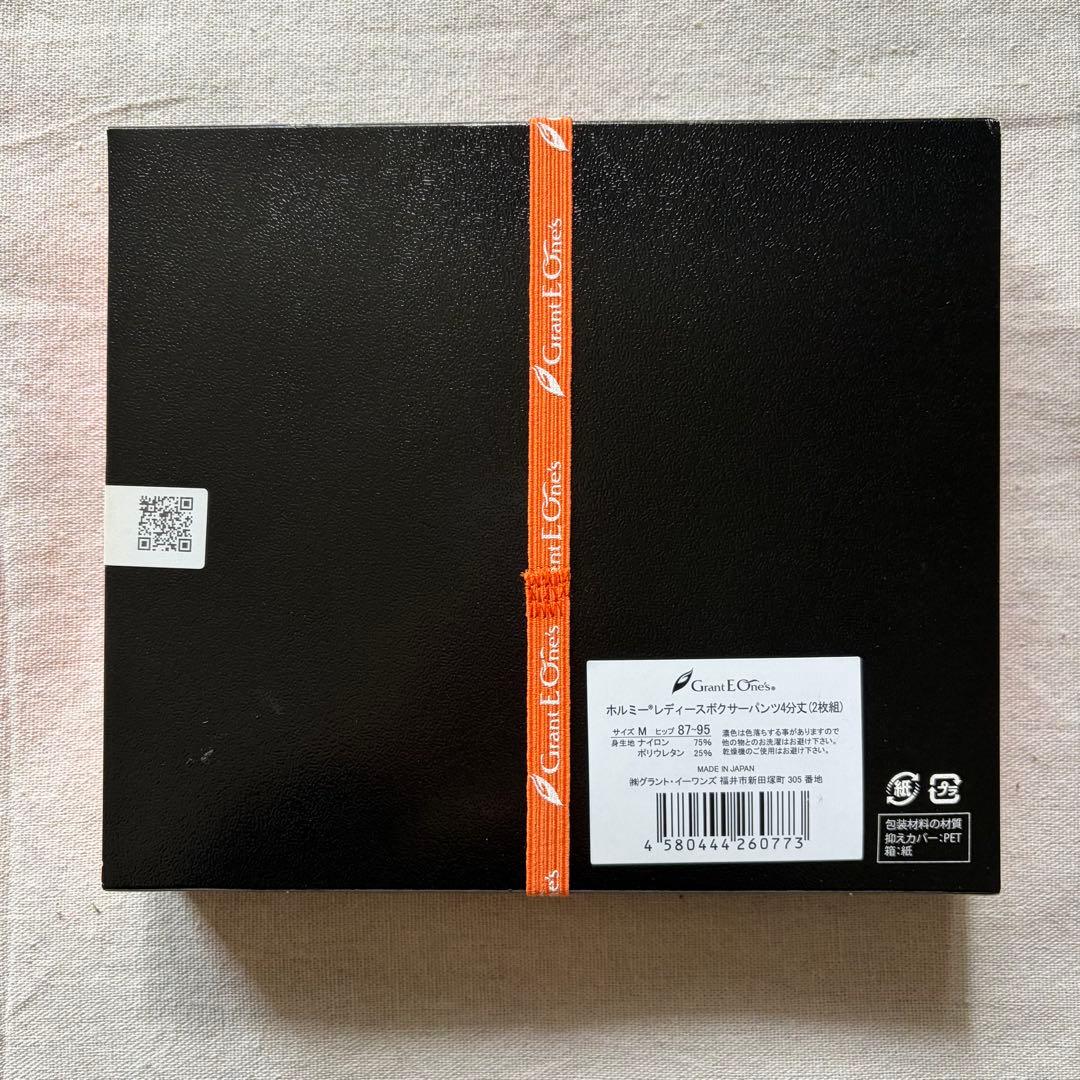 Grant E One's
Grant E One's
Grant E One's
e's
Grant E One's®
ホルミー®レディースボクサーパンツ4分丈(2枚組)
サイズ M ヒップ 87~95
身生地 ナイロン 75%
ポリウレタン 25%
濃色は色落ちする事がありますので
他の物とのお洗濯はお避け下さい。
乾燥機のご使用はお避け下さい。
MADE IN JAPAN
㈱グラント・イーワンズ 福井市新田塚町 305 番地
4 580444 260773
紙
プラ
包装材料の材質
抑えカバー:PET
箱:紙